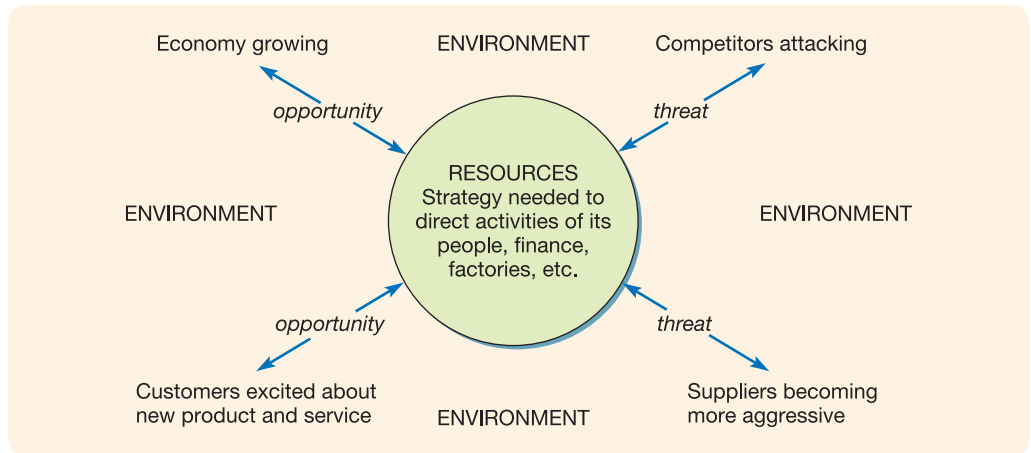 Economy growing
ENVIRONMENT
Competitors attacking
opportunity
threat
RESOURCES
Strategy needed to
direct activities of its
people, finance,
factories, etc.
ENVIRONMENT
ENVIRONMENT
opportunity
threat
Customers excited about
new product and service
ENVIRONMENT
Suppliers becoming
more aggressive